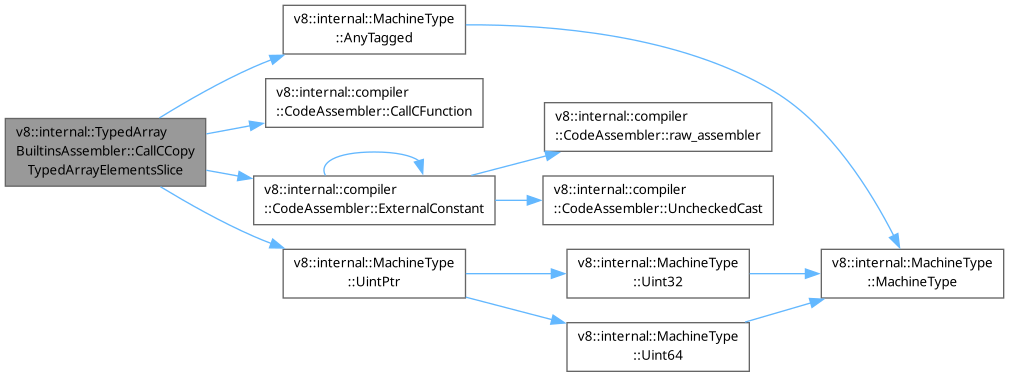 v8::internal::MachineType
::AnyTagged
v8::internal::compiler
::CodeAssembler::CallCFunction
v8::internal::compiler
::CodeAssembler::raw_assembler
v8::internal::TypedArray
BuiltinsAssembler::CallCCopy
TypedArrayElementsSlice
v8::internal::compiler
::CodeAssembler::ExternalConstant
v8::internal::compiler
::CodeAssembler::UncheckedCast
v8::internal::MachineType
::UintPtr
v8::internal::MachineType
::Uint32
v8::internal::MachineType
::MachineType
v8::internal::MachineType
::Uint64